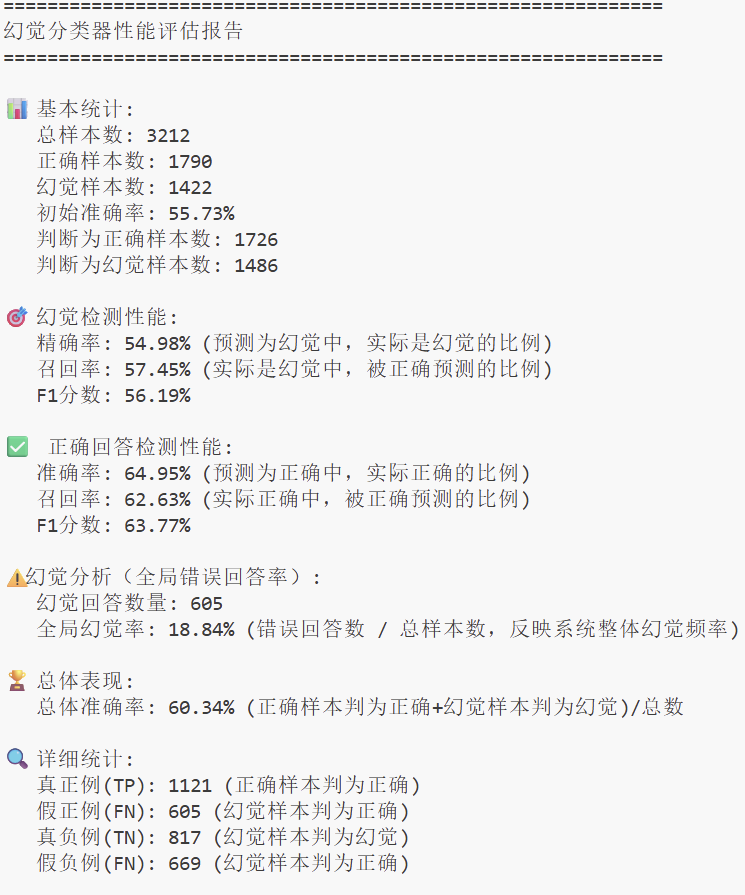 ============================================================
幻觉分类器性能评估报告
============================================================
📊 基本统计:
总样本数: 3212
正确样本数: 1790
幻觉样本数: 1422
初始准确率: 55.73%
判断为正确样本数: 1726
判断为幻觉样本数: 1486
🎯 幻觉检测性能:
精确率: 54.98% (预测为幻觉中，实际是幻觉的比例)
召回率: 57.45% (实际是幻觉中，被正确预测的比例)
F1分数: 56.19%
✅ 正确回答检测性能:
准确率: 64.95% (预测为正确中，实际正确的比例)
召回率: 62.63% (实际正确中，被正确预测的比例)
F1分数: 63.77%
⚠️幻觉分析（全局错误回答率）:
幻觉回答数量: 605
全局幻觉率: 18.84% (错误回答数 / 总样本数，反映系统整体幻觉频率)
🏆 总体表现:
总体准确率: 60.34% (正确样本判为正确+幻觉样本判为幻觉)/总数
🔍 详细统计:
真正例(TP): 1121 (正确样本判为正确)
假正例(FN): 605 (幻觉样本判为正确)
真负例(TN): 817 (幻觉样本判为幻觉)
假负例(FN): 669 (幻觉样本判为正确)